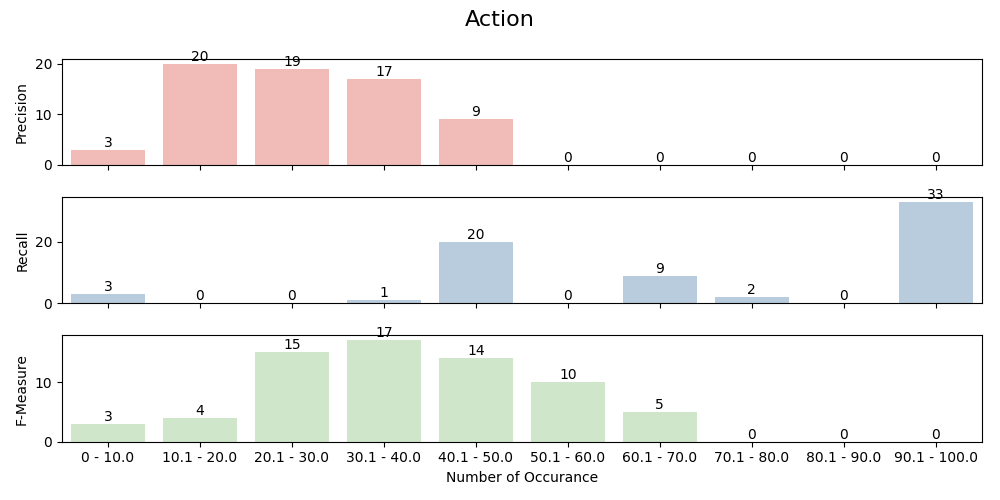 Action
Precision
20
10
0
3 20 19 17 9 0 0 0 0 0
Recall
20
0
3 0 0 1 20 0 9 2 0 33
F-Measure
10
0
3 4 15 17 14 10 5 0 0 0
0 - 10.0 10.1 - 20.0 20.1 - 30.0 30.1 - 40.0 40.1 - 50.0 50.1 - 60.0 60.1 - 70.0 70.1 - 80.0 80.1 - 90.0 90.1 - 100.0
Number of Occurance